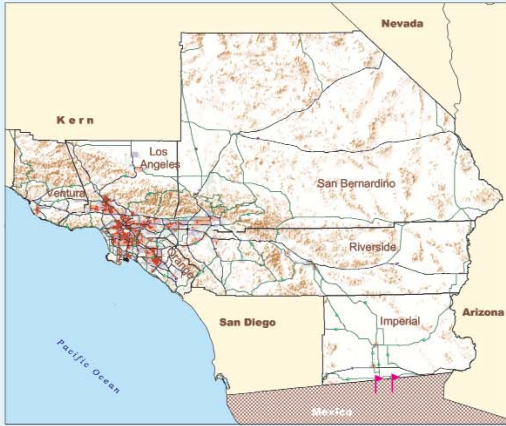 Nevada
Kern
Los
Angeles
Ventura
San Bernardino
Riverside
Orange
Imperial
Arizona
San Diego
Pacific Ocean
Mexico